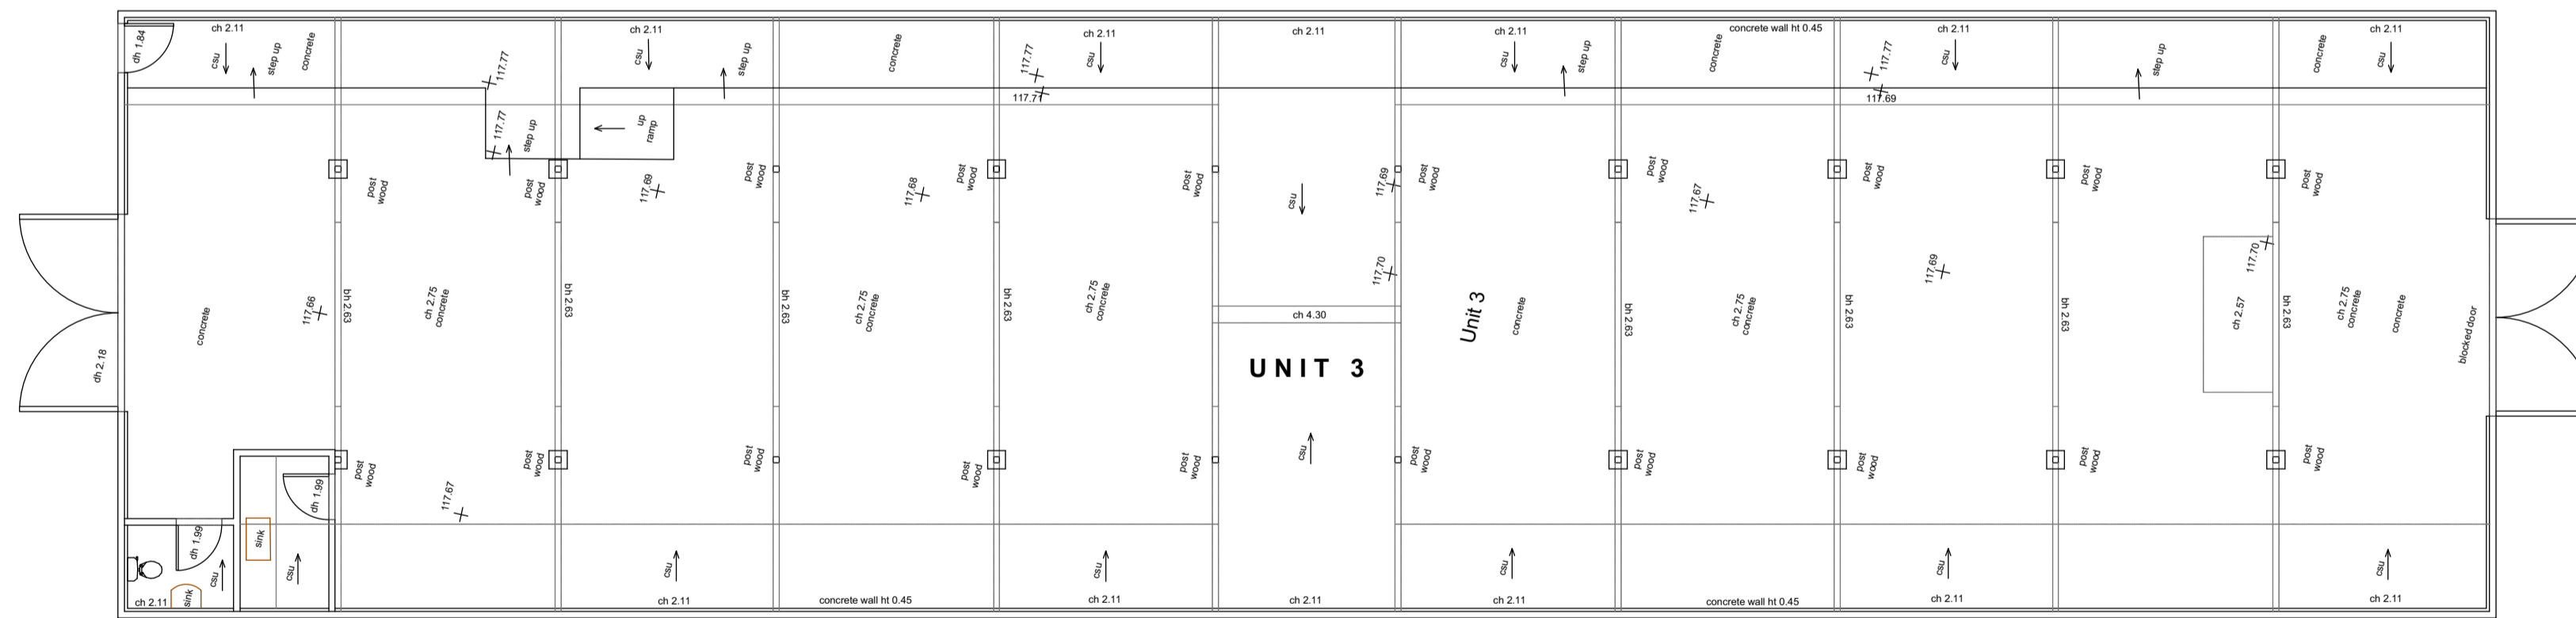 dh 1.84
ch 2.11
csu
step up
concrete
117.77
ch 2.11
csu
step up
concrete
117.77
ch 2.11
csu
ch 2.11
ch 2.11
csu
step up
concrete
concrete wall ht 0.45
117.77
ch 2.11
csu
step up
concrete
ch 2.11
csu
117.71
117.69
117.77
step up
up
ramp
post
wood
post
wood
117.69
post
wood
117.68
post
wood
post
wood
csu
117.69
post
wood
post
wood
117.67
post
wood
post
wood
post
wood
concrete
117.66
bh 2.63
ch 2.75
concrete
bh 2.63
bh 2.63
ch 2.75
concrete
bh 2.63
ch 2.75
concrete
ch 4.30
117.70
Unit 3
concrete
bh 2.63
ch 2.75
concrete
bh 2.63
117.69
bh 2.63
ch 2.57
117.70
bh 2.63
ch 2.75
concrete
concrete
blocked door
dh 2.18
UNIT 3
dh 1.99
post
wood
117.67
post
wood
post
wood
post
wood
post
wood
csu
post
wood
post
wood
post
wood
post
wood
post
wood
dh 1.99
sink
csu
csu
sink
ch 2.11
csu
ch 2.11
concrete wall ht 0.45
csu
ch 2.11
ch 2.11
csu
ch 2.11
concrete wall ht 0.45
csu
ch 2.11
csu
ch 2.11